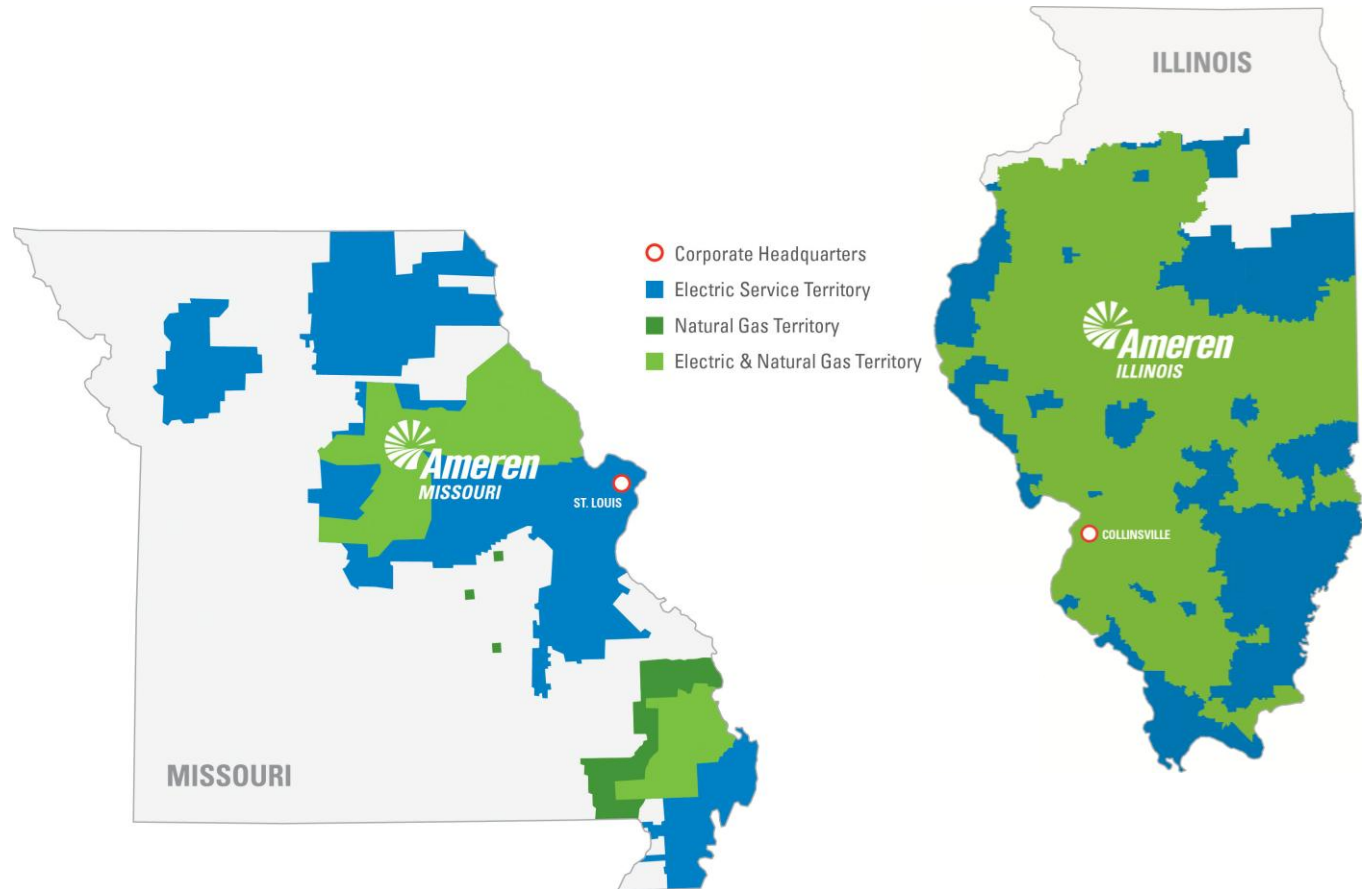 ILLINOIS
Corporate Headquarters
Electric Service Territory
Natural Gas Territory
Electric & Natural Gas Territory
Ameren
ILLINOIS
Ameren
MISSOURI
ST. LOUIS
COLLINSVILLE
MISSOURI